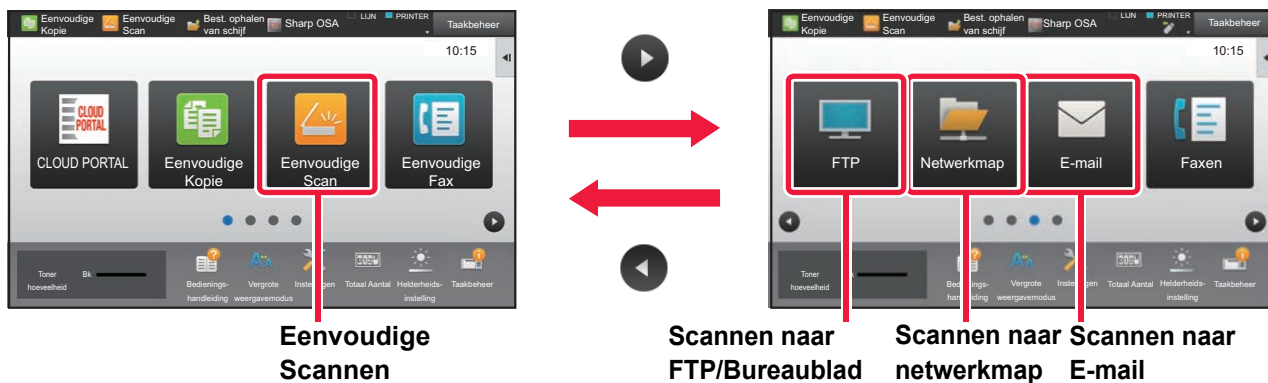 Eenvoudige Kopie
Eenvoudige Scan
Best. ophalen van schijf
Sharp OSA
LIJN
PRINTER
Taakbeheer
10:15
CLOUD PORTAL
CLOUD PORTAL
Eenvoudige
Kopie
Eenvoudige
Scan
Eenvoudige
Fax
Toner
hoeveelheid
Bk
Bedienings-
handleiding
Vergrote
weergavemodus
Instellingen
Totaal Aantal
Helderheids-
instelling
Taakbeheer
Eenvoudige
Scannen
Eenvoudige Kopie
Eenvoudige Scan
Best. ophalen van schijf
Sharp OSA
LIJN
PRINTER
Taakbeheer
10:15
FTP
Netwerkmap
E-mail
Faxen
Toner
hoeveelheid
Bedienings-
handleiding
Vergrote
weergavemodus
Instellingen
Totaal Aantal
Helderheids-
instelling
Taakbeheer
Scannen naar
FTP/Bureaublad
Scannen naar
netwerkmap
Scannen naar
E-mail